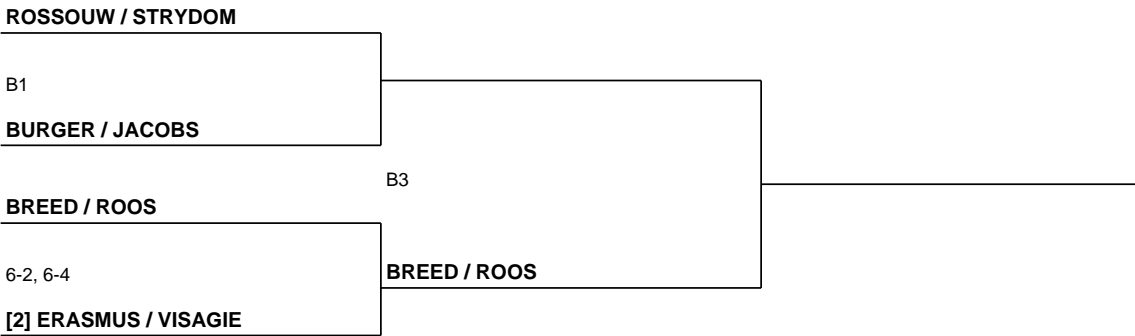 ROSSOUW / STRYDOM
B1
BURGER / JACOBS
B3
BREED / ROOS
6-2, 6-4
BREED / ROOS
[2] ERASMUS / VISAGIE